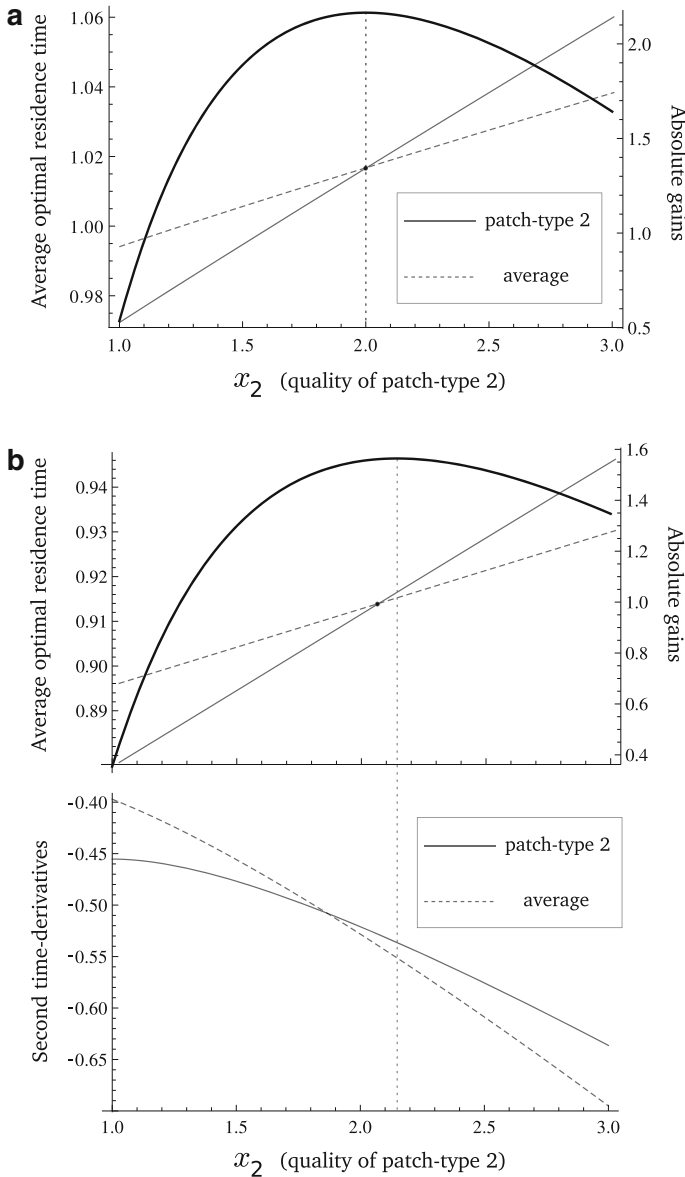 a
Average optimal residence time
1.06
1.04
1.02
1.00
0.98
2.0
1.5
1.0
0.5
Absolute gains
patch-type 2
average
1.0 1.5 2.0 2.5 3.0
x2 (quality of patch-type 2)
b
Average optimal residence time
0.94
0.93
0.92
0.91
0.90
0.89
1.6
1.4
1.2
1.0
0.8
0.6
0.4
Absolute gains
Second time-derivatives
-0.40
-0.45
-0.50
-0.55
-0.60
-0.65
patch-type 2
average
1.0 1.5 2.0 2.5 3.0
x2 (quality of patch-type 2)